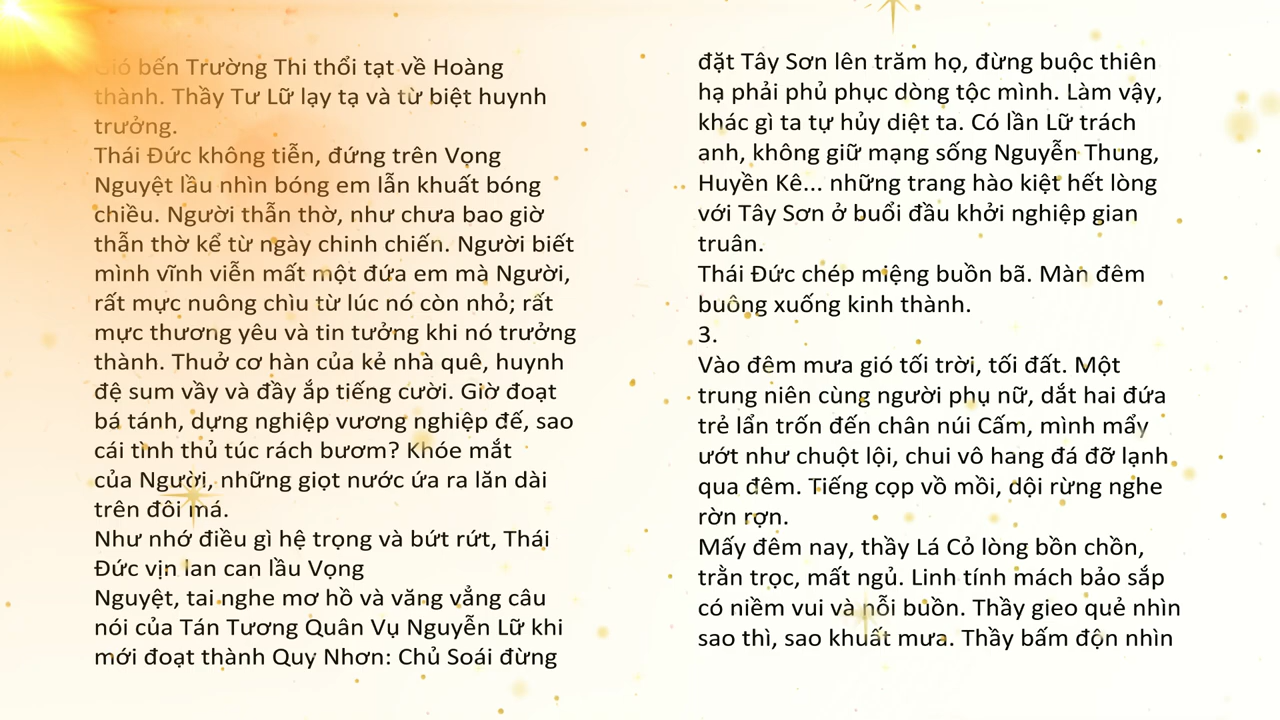 Gió bến Trường Thi thổi tạt về Hoàng
thành. Thầy Tư Lữ lạy tạ và từ biệt huynh
trưởng.
Thái Đức không tiễn, đứng trên Vọng
Nguyệt lầu nhìn bóng em lẫn khuất bóng
chiều. Người thẫn thờ, như chưa bao giờ
thẫn thờ kể từ ngày chinh chiến. Người biết
mình vĩnh viễn mất một đứa em mà Người,
rất mực nuông chìu từ lúc nó còn nhỏ; rất
mực thương yêu và tin tưởng khi nó trưởng
thành. Thuở cơ hàn của kẻ nhà quê, huynh
đệ sum vầy và đầy ắp tiếng cười. Giờ đoạt
bá tánh, dựng nghiệp vương nghiệp đế, sao
cái tình thủ túc rách bươm? Khóe mắt
của Người, những giọt nước ứa ra lăn dài
trên đôi má.
Như nhớ điều gì hệ trọng và bứt rứt, Thái
Đức vịn lan can lầu Vọng
Nguyệt, tai nghe mơ hồ và văng vẳng câu
nói của Tán Tương Quân Vụ Nguyễn Lữ khi
mới đoạt thành Quy Nhơn: Chủ Soái đừng
đặt Tây Sơn lên trăm họ, đừng buộc thiên
hạ phải phủ phục dòng tộc mình. Làm vậy,
khác gì ta tự hủy diệt ta. Có lần Lữ trách
anh, không giữ mạng sống Nguyễn Thung,
Huyền Kê... những trang hào kiệt hết lòng
với Tây Sơn ở buổi đầu khởi nghiệp gian
truân.
Thái Đức chép miệng buồn bã. Màn đêm
buông xuống kinh thành.
3.
Vào đêm mưa gió tối trời, tối đất. Một
trung niên cùng người phụ nữ, dắt hai đứa
trẻ lẩn trốn đến chân núi Cấm, mình mẩy
ướt như chuột lội, chui vô hang đá đỡ lạnh
qua đêm. Tiếng cọp vồ mồi, dội rừng nghe
rờn rợn.
Mấy đêm nay, thầy Lá Cỏ lòng bồn chồn,
trằn trọc, mất ngủ. Linh tính mách bảo sắp
có niềm vui và nỗi buồn. Thầy gieo quẻ nhìn
sao thì, sao khuất mưa. Thầy bấm độn nhìn